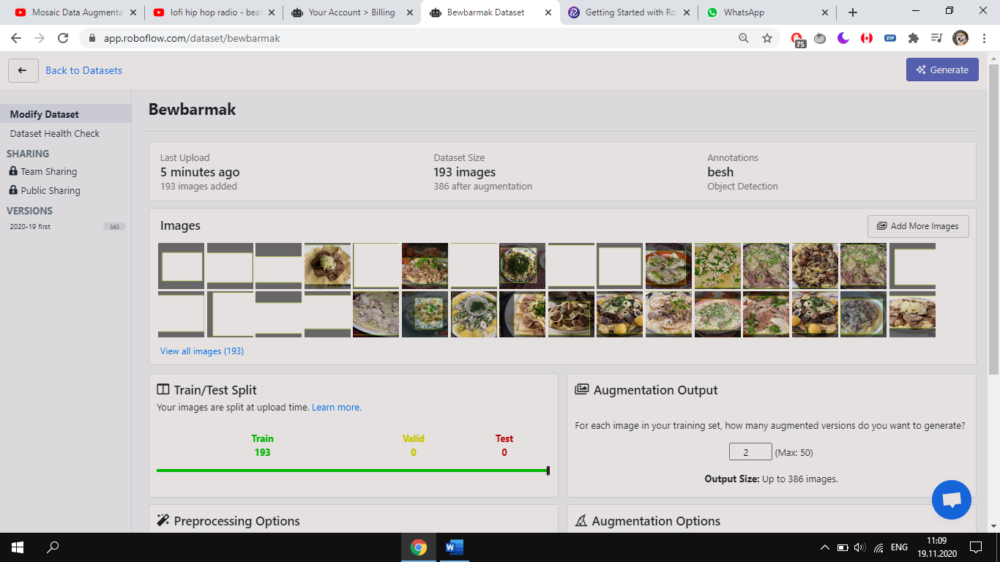 Mosaic Data Augmenta
lofi hip hop radio - beat
Your Account > Billing
Bewbarmak Dataset
Getting Started with Ro
WhatsApp
app.roboflow.com/dataset/bewbarmak
75
ZIP
Back to Datasets
Generate
Modify Dataset
Dataset Health Check
SHARING
Team Sharing
Public Sharing
VERSIONS
2020-19 first 343
Bewbarmak
Last Upload
5 minutes ago
193 images added
Dataset Size
193 images
386 after augmentation
Annotations
besh
Object Detection
Images
Add More Images
View all images (193)
Train/Test Split
Your images are split at upload time. Learn more.
Train Valid Test
193 0 0
Augmentation Output
For each image in your training set, how many augmented versions do you want to generate?
2 (Max: 50)
Output Size: Up to 386 images.
Preprocessing Options
Augmentation Options
ENG
11:09
19.11.2020